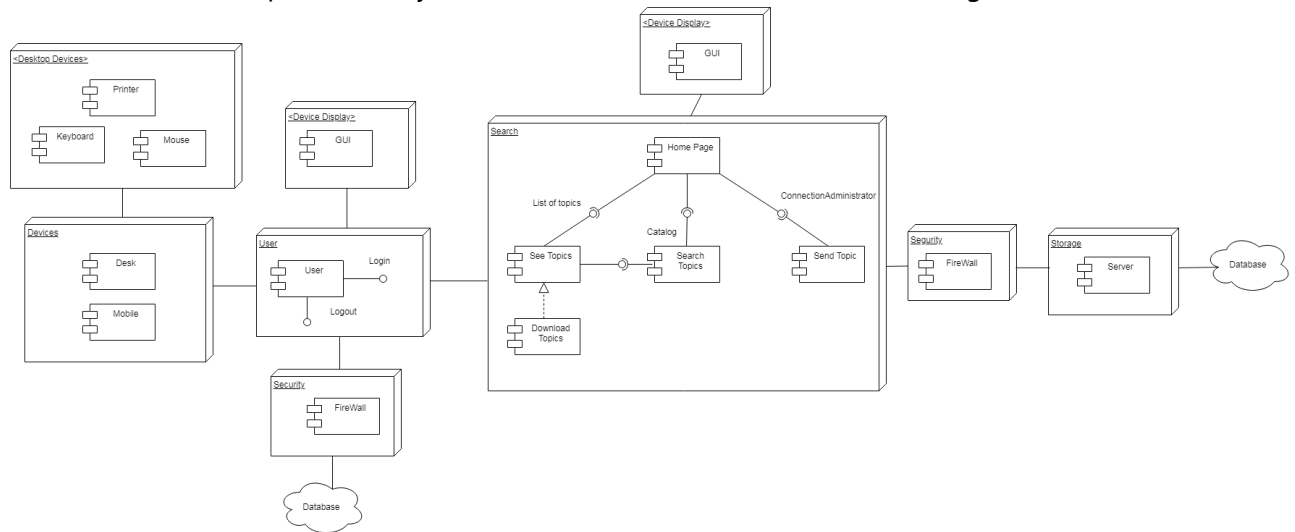 <Device Display>
GUI
<Desktop Devices>
Printer
Keyboard
Mouse
<Device Display>
GUI
Search
Home Page
List of topics
ConnectionAdministrator
Catalog
See Topics
Search
Topics
Send Topic
Download
Topics
Devices
Desk
Mobile
User
User
Login
Logout
Segurity
FireWall
Storage
Server
Database
Security
FireWall
Database